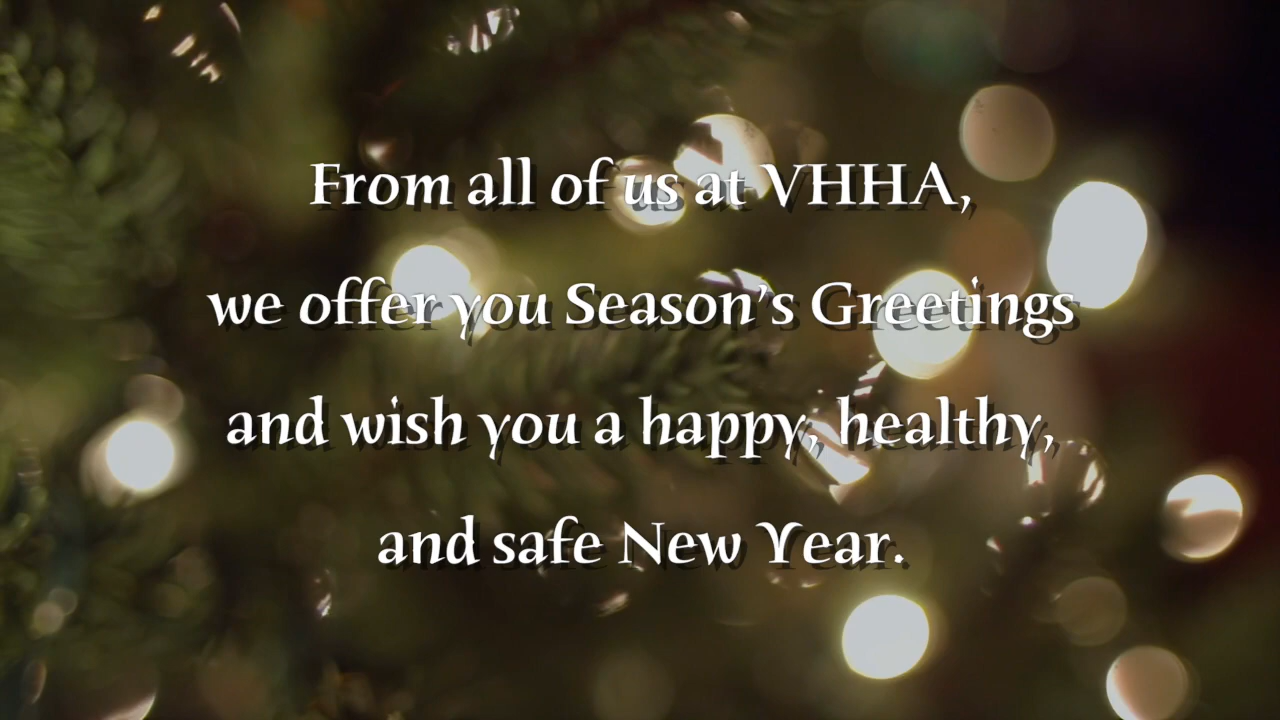 From all of us at VHHA,
we offer you Season’s Greetings
and wish you a happy, healthy,
and safe New Year.